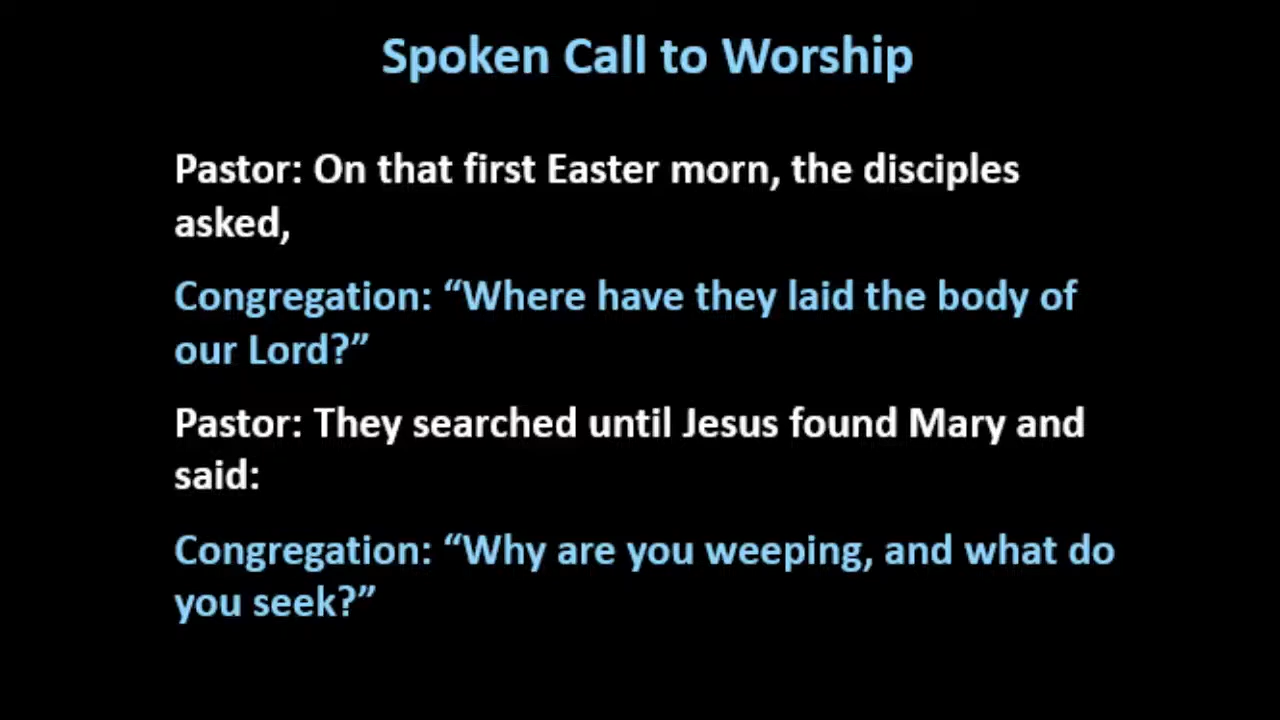 Spoken Call to Worship
Pastor: On that first Easter morn, the disciples
asked,
Congregation: “Where have they laid the body of
our Lord?”
Pastor: They searched until Jesus found Mary and
said:
Congregation: “Why are you weeping, and what do
you seek?”